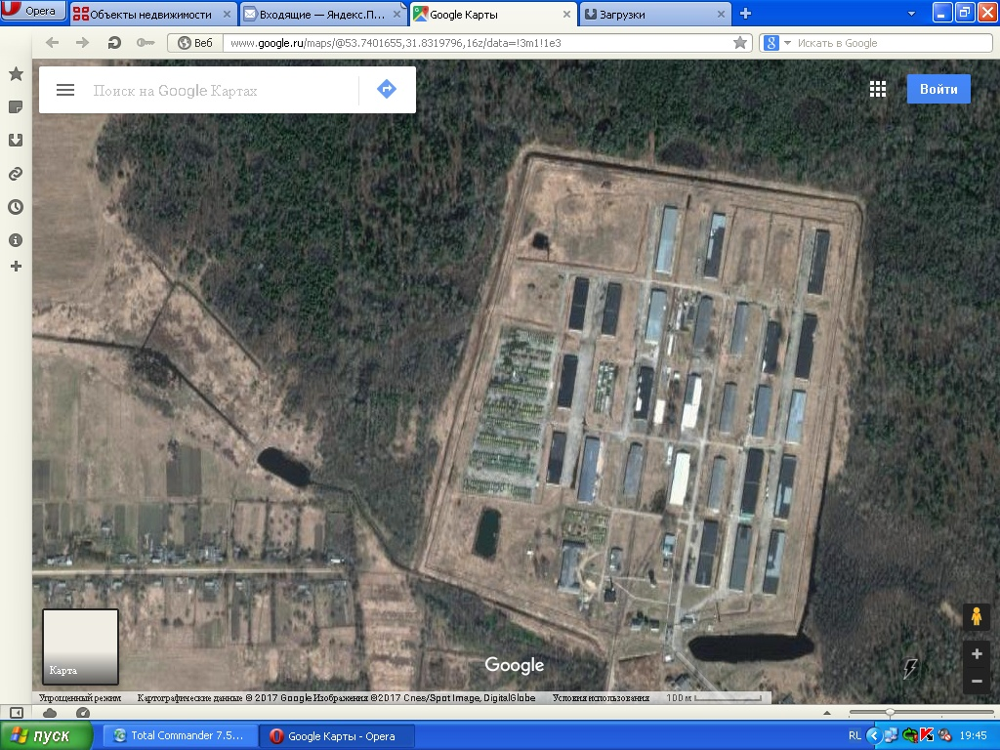 Opera
Объекты недвижимости
Входящие — Яндекс.П...
Google Карты
Загрузки
Веб
www.google.ru/maps/@53.7401655,31.8319796,16z/data=!3m1!1e3
Искать в Google
Поиск на Google Картах
Войти
Карта
Google
Упрощенный режим
Картографические данные © 2017 Google Изображения ©2017 Cnes/Spot Image, DigitalGlobe
Условия использования
100 м
пуск
Total Commander 7.5...
Google Карты - Opera
RL
19:45